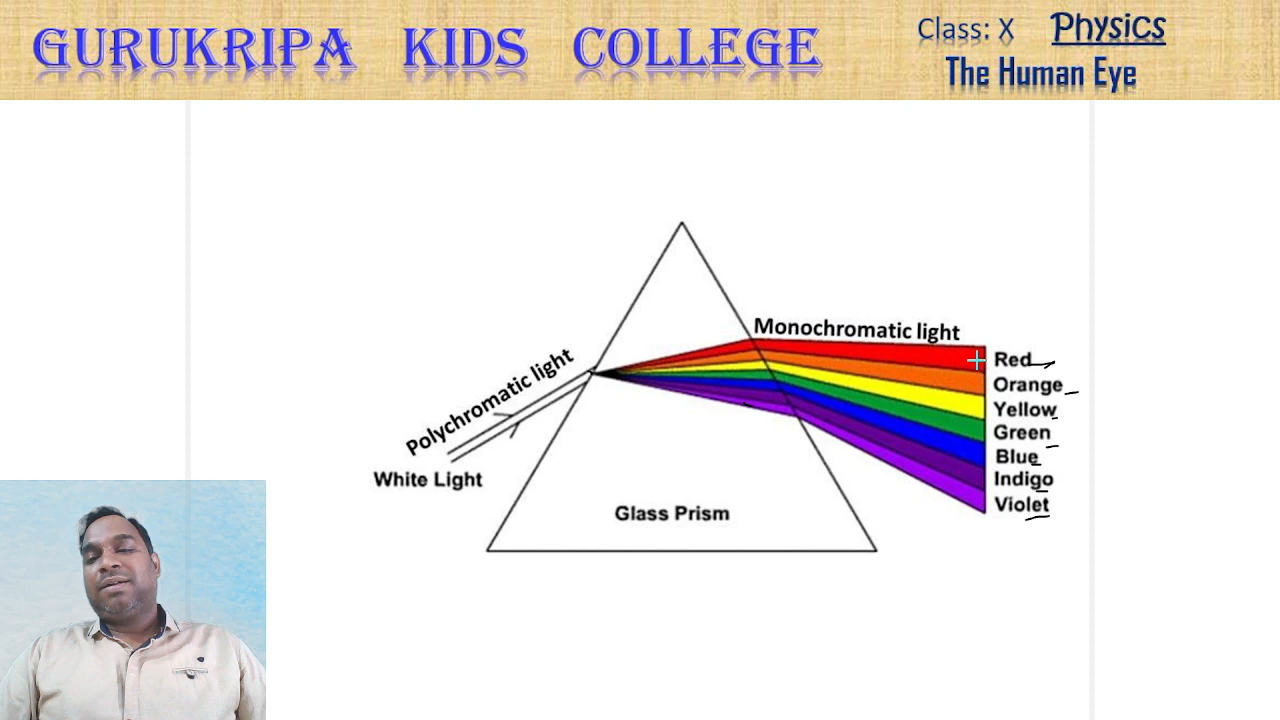 GURUKRIPA KIDS COLLEGE
Class: X Physics
The Human Eye
Monochromatic light
Polychromatic light
White Light
Glass Prism
Red
Orange
Yellow
Green
Blue
Indigo
Violet